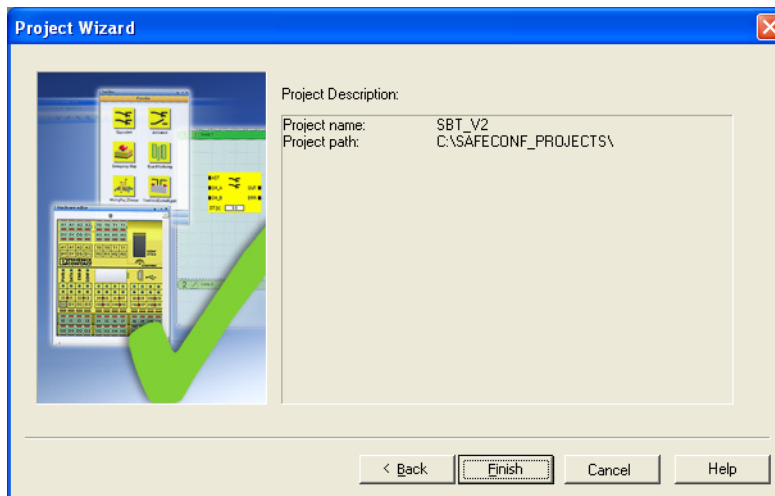 Project Wizard
Project Description:
Project name: SBT_V2
Project path: C:\SAFECONF_PROJECTS\
< Back
Finish
Cancel
Help